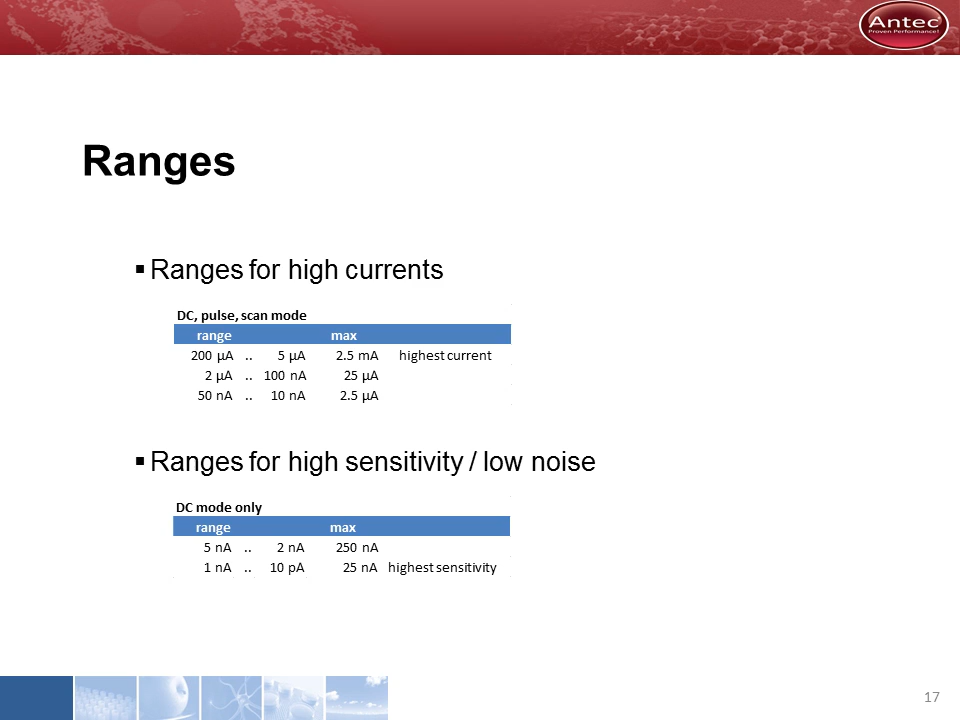 Antec
Proven Performance!
Ranges
▪ Ranges for high currents
DC, pulse, scan mode
range max
200 µA .. 5 µA 2.5 mA highest current
2 µA .. 100 nA 25 µA
50 nA .. 10 nA 2.5 µA
▪ Ranges for high sensitivity / low noise
DC mode only
range max
5 nA .. 2 nA 250 nA
1 nA .. 10 pA 25 nA highest sensitivity
17